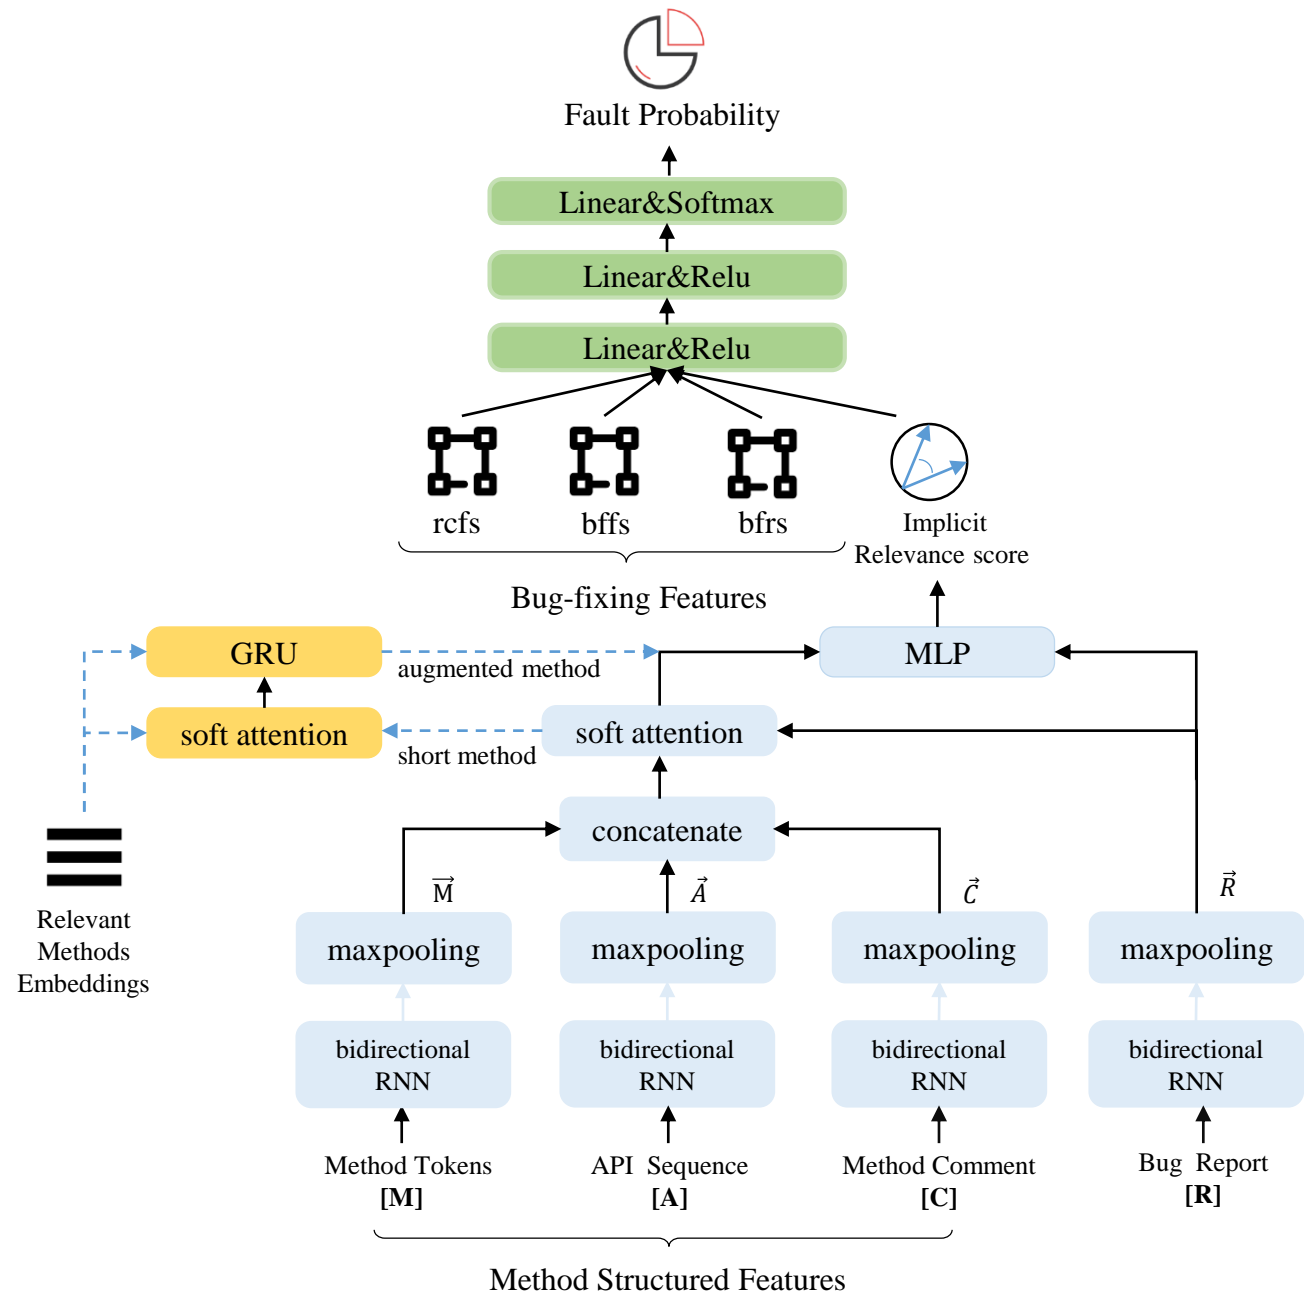 Fault Probability
Linear&Softmax
Linear&Relu
Linear&Relu
rcfs
bffs
bfrs
Implicit
Relevance score
Bug-fixing Features
GRU
augmented method
MLP
soft attention
short method
soft attention
concatenate
Relevant
Methods
Embeddings
M⃗
A⃗
C⃗
R⃗
maxpooling
maxpooling
maxpooling
maxpooling
bidirectional
RNN
bidirectional
RNN
bidirectional
RNN
bidirectional
RNN
Method Tokens
[M]
API Sequence
[A]
Method Comment
[C]
Bug Report
[R]
Method Structured Features